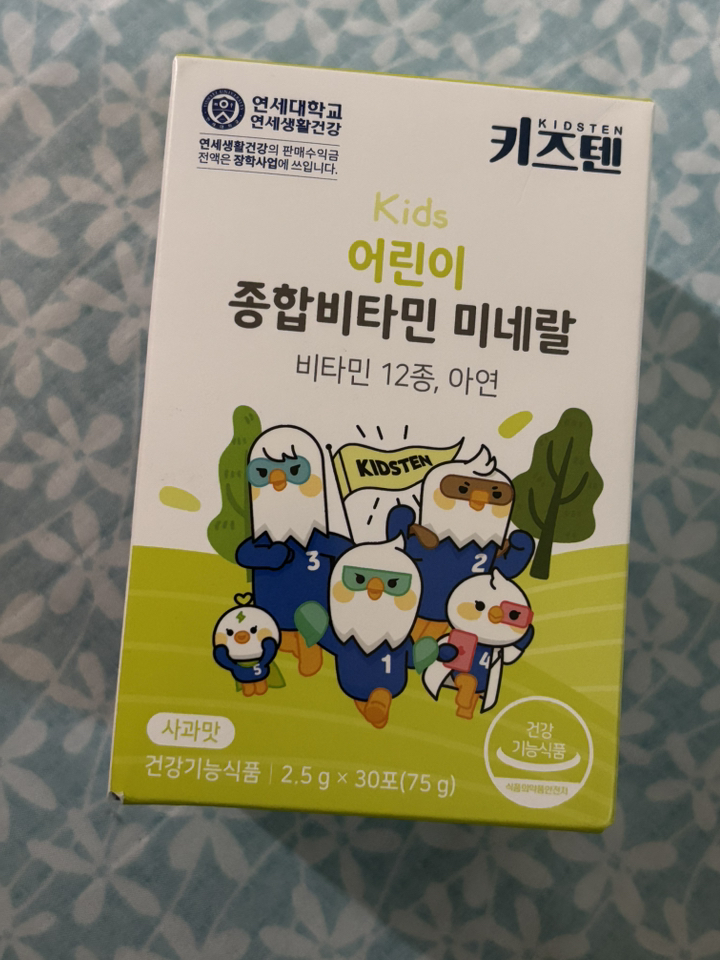 연세대학교
연세생활건강
연세생활건강의 판매수익금
전액은 장학사업에 쓰입니다.
KIDSTEN
키즈텐
Kids
어린이
종합비타민 미네랄
비타민 12종, 아연
KIDSTEN
3
2
1
4
5
사과맛
건강기능식품 | 2.5 g × 30포(75 g)
건강
기능식품
식품의약품안전처